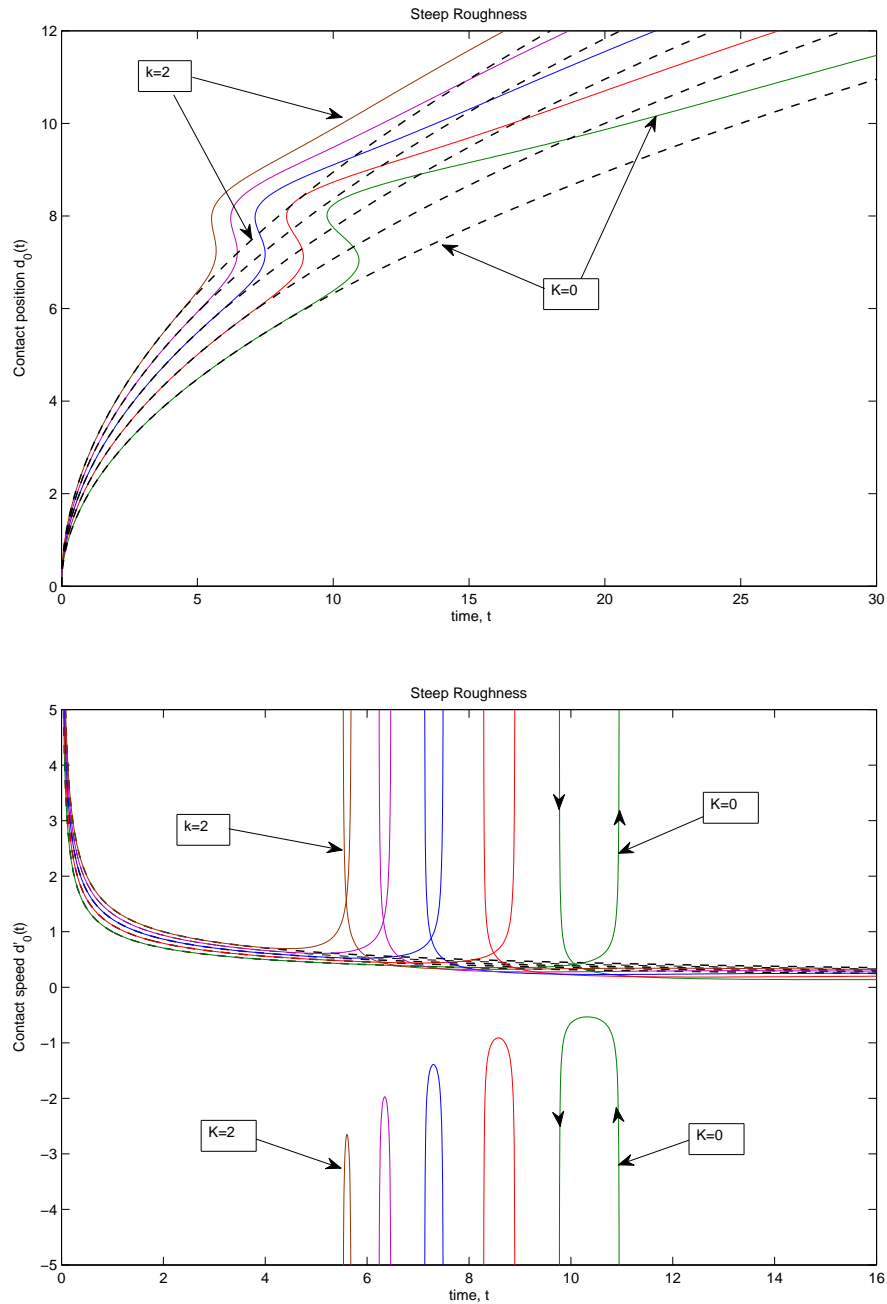 Steep Roughness
12
k=2
10
8
6
K=0
4
2
0
Contact position d_0(t)
0 5 10 15 20 25 30
time, t
Steep Roughness
5
4
3
K=0
k=2
2
1
0
-1
-2
K=2
K=0
-3
-4
-5
Contact speed d'_0(t)
0 2 4 6 8 10 12 14 16
time, t